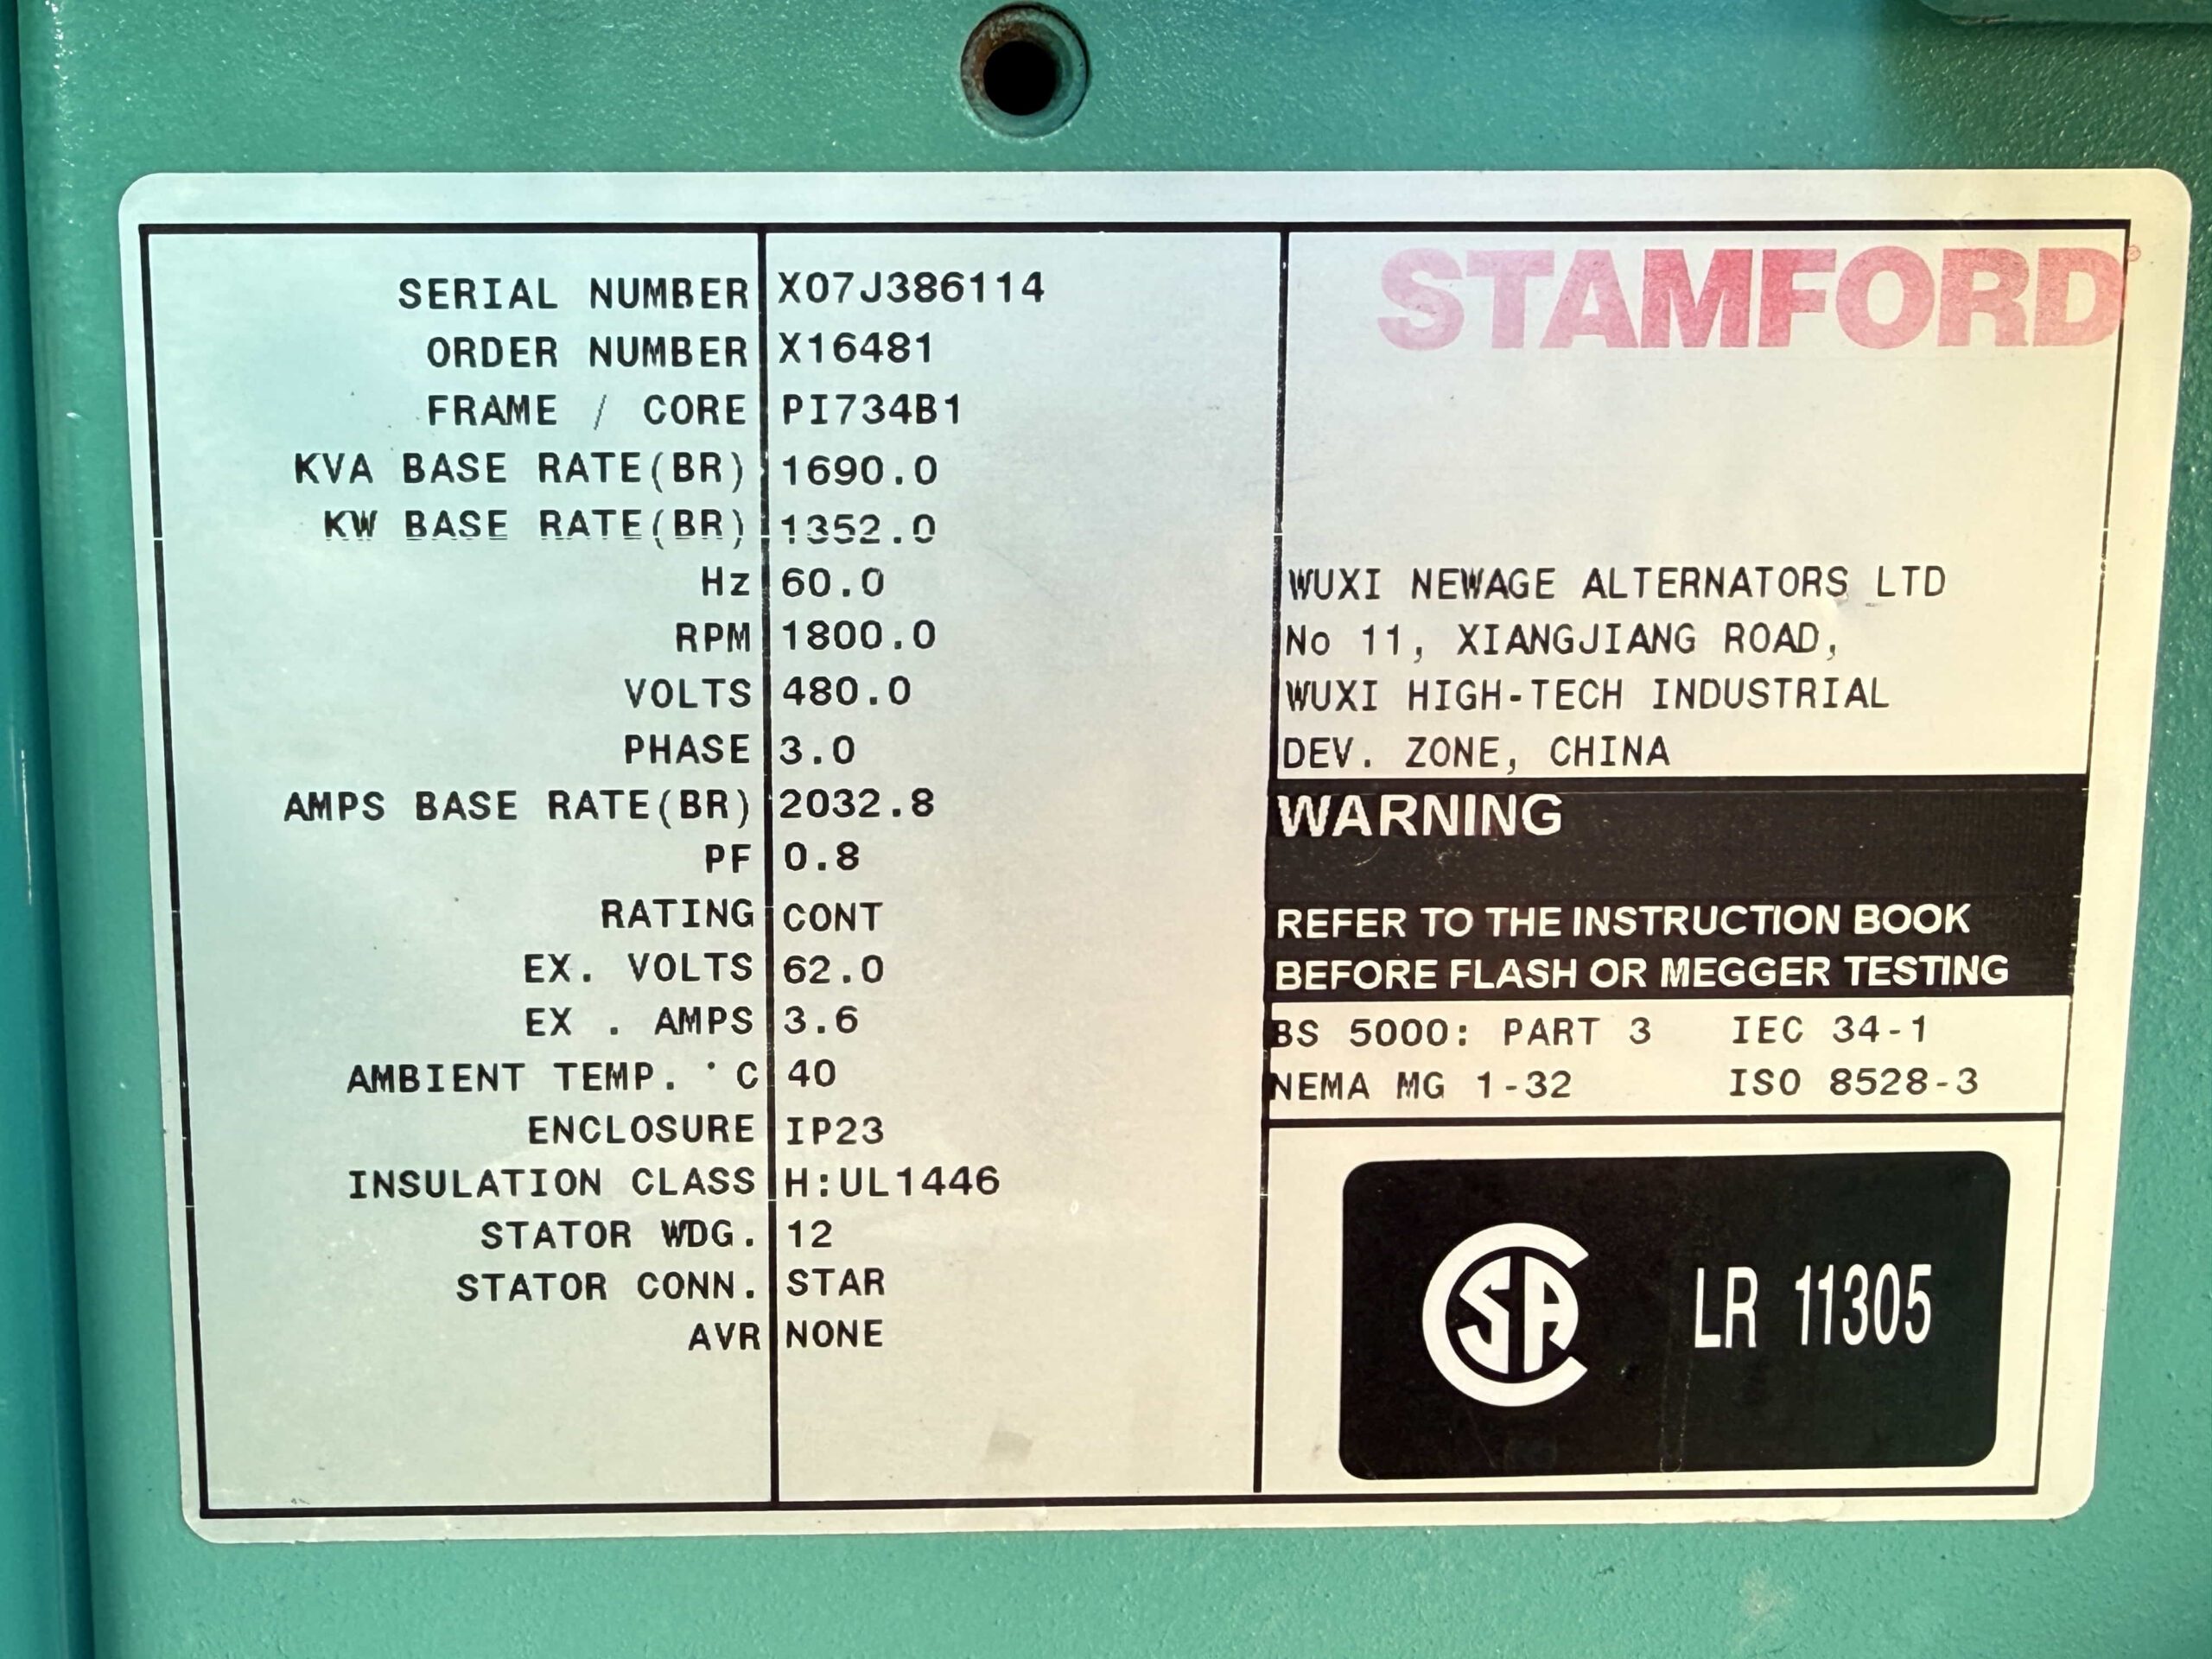 SERIAL NUMBER X07J386114
ORDER NUMBER X16481
FRAME / CORE PI734B1
KVA BASE RATE(BR) 1690.0
KW BASE RATE(BR) 1352.0
Hz 60.0
RPM 1800.0
VOLTS 480.0
PHASE 3.0
AMPS BASE RATE(BR) 2032.8
PF 0.8
RATING CONT
EX. VOLTS 62.0
EX . AMPS 3.6
AMBIENT TEMP. °C 40
ENCLOSURE IP23
INSULATION CLASS H:UL1446
STATOR WDG. 12
STATOR CONN. STAR
AVR NONE
STAMFORD®
WUXI NEWAGE ALTERNATORS LTD
No 11, XIANGJIANG ROAD,
WUXI HIGH-TECH INDUSTRIAL
DEV. ZONE, CHINA
WARNING
REFER TO THE INSTRUCTION BOOK
BEFORE FLASH OR MEGGER TESTING
BS 5000: PART 3 IEC 34-1
NEMA MG 1-32 ISO 8528-3
CSA LR 11305